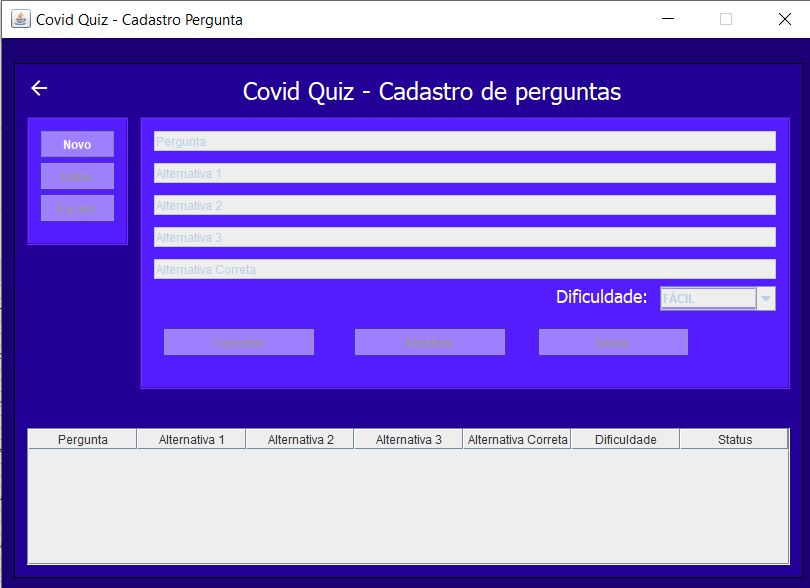 Covid Quiz - Cadastro Pergunta
Covid Quiz - Cadastro de perguntas
Novo
Editar
Excluir
Pergunta
Alternativa 1
Alternativa 2
Alternativa 3
Alternativa Correta
Dificuldade: FÁCIL
Cancelar Atualizar Salvar
Pergunta Alternativa 1 Alternativa 2 Alternativa 3 Alternativa Correta Dificuldade Status